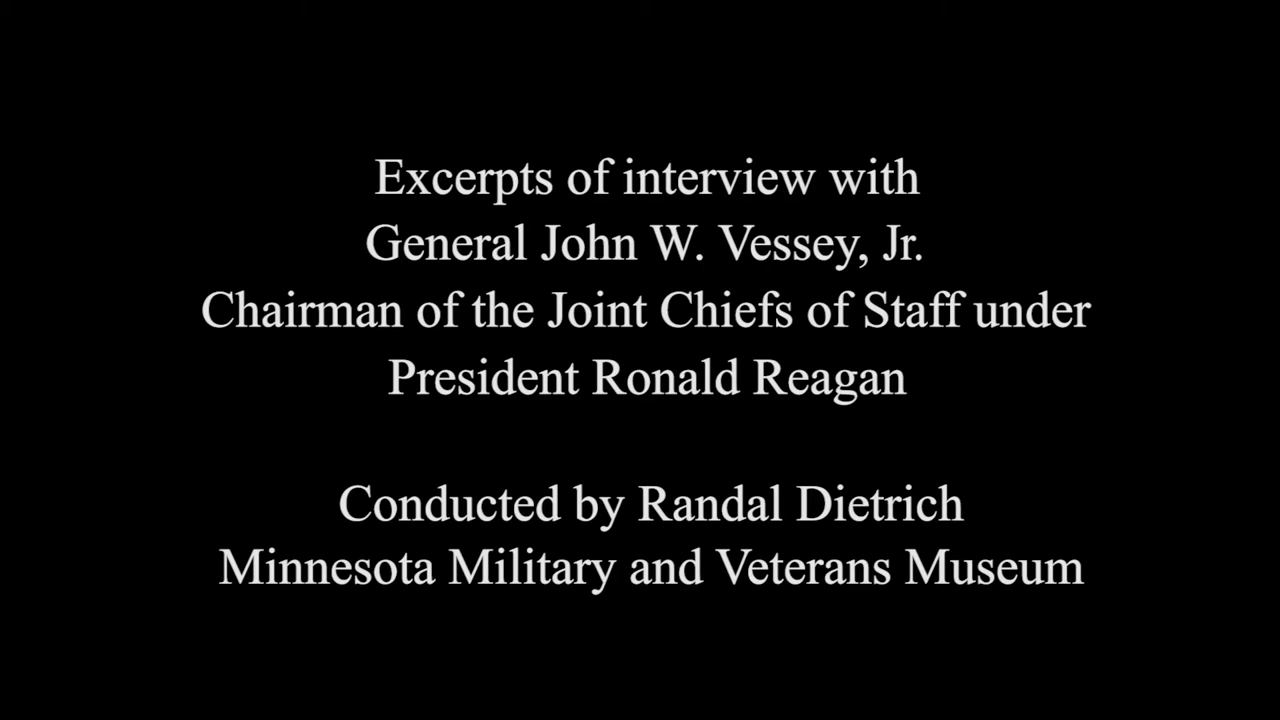 Excerpts of interview with
General John W. Vessey, Jr.
Chairman of the Joint Chiefs of Staff under
President Ronald Reagan
Conducted by Randal Dietrich
Minnesota Military and Veterans Museum